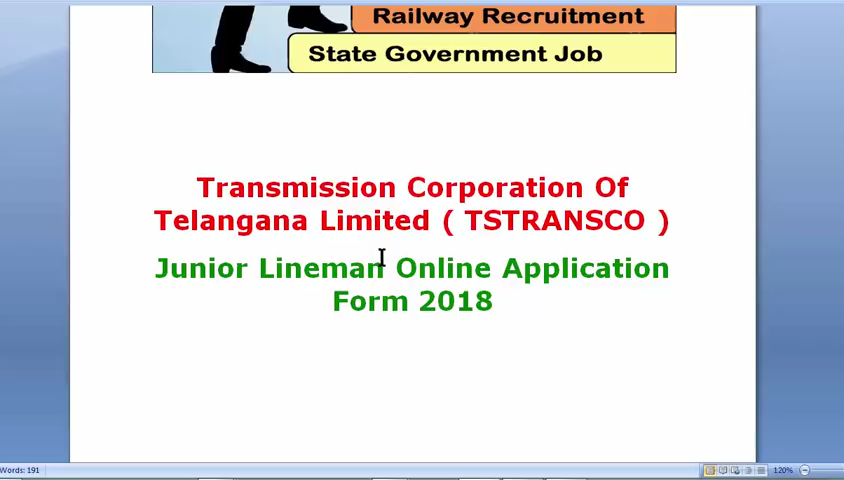 Railway Recruitment
State Government Job
Transmission Corporation Of
Telangana Limited ( TSTRANSCO )
Junior Lineman Online Application
Form 2018
Words: 191
120%